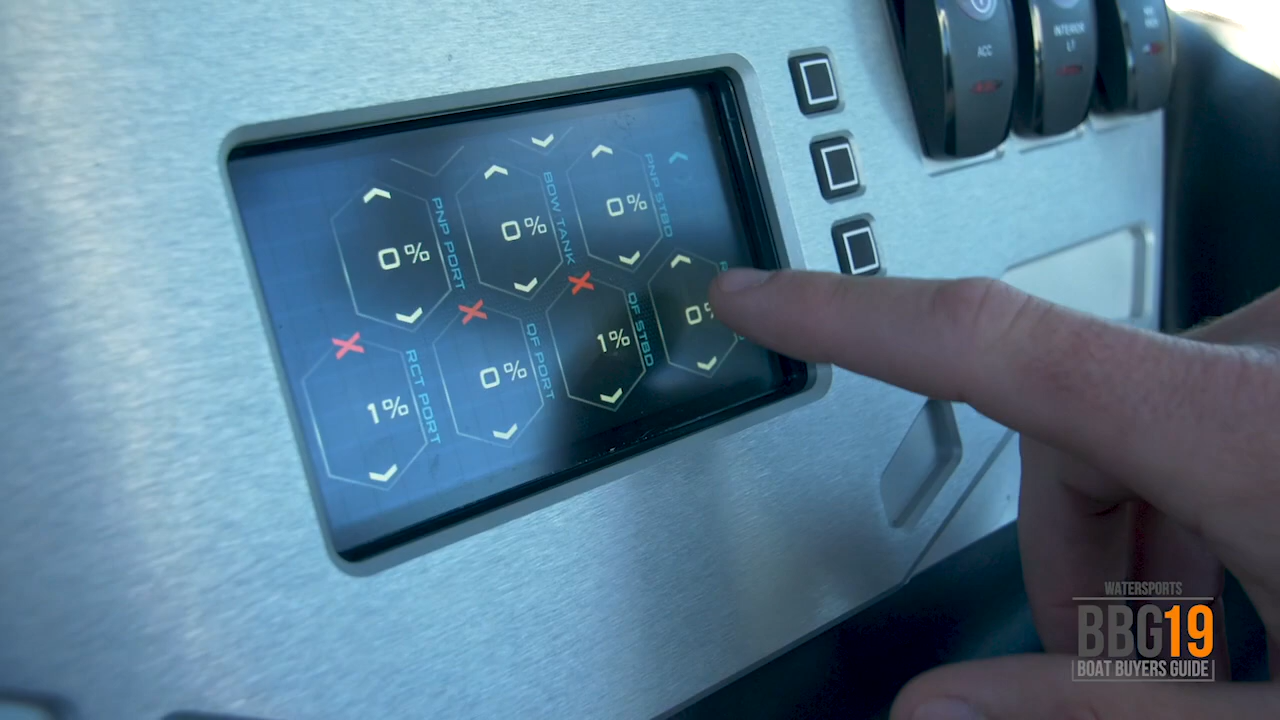 ACC
INTERIOR
LT
PNP PORT
0%
BOW TANK
0%
PNP STBD
0%
RCT PORT
1%
QF PORT
0%
QF STBD
1%
WATERSPORTS
BBG19
BOAT BUYERS GUIDE